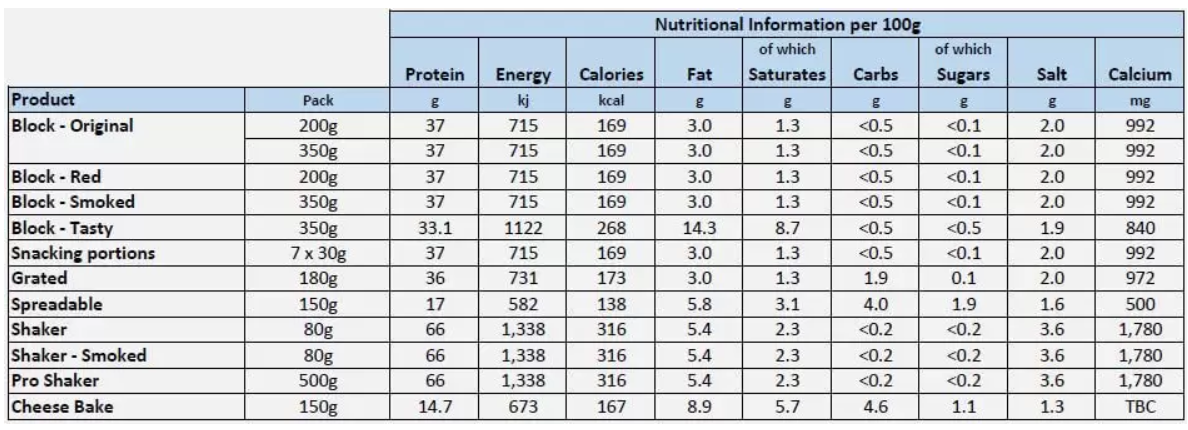 Nutritional Information per 100g
of which of which
Protein Energy Calories Fat Saturates Carbs Sugars Salt Calcium
Product Pack g kj kcal g g g g g mg
Block - Original 200g 37 715 169 3.0 1.3 <0.5 <0.1 2.0 992
350g 37 715 169 3.0 1.3 <0.5 <0.1 2.0 992
Block - Red 200g 37 715 169 3.0 1.3 <0.5 <0.1 2.0 992
Block - Smoked 350g 37 715 169 3.0 1.3 <0.5 <0.1 2.0 992
Block - Tasty 350g 33.1 1122 268 14.3 8.7 <0.5 <0.5 1.9 840
Snacking portions 7 x 30g 37 715 169 3.0 1.3 <0.5 <0.1 2.0 992
Grated 180g 36 731 173 3.0 1.3 1.9 0.1 2.0 972
Spreadable 150g 17 582 138 5.8 3.1 4.0 1.9 1.6 500
Shaker 80g 66 1,338 316 5.4 2.3 <0.2 <0.2 3.6 1,780
Shaker - Smoked 80g 66 1,338 316 5.4 2.3 <0.2 <0.2 3.6 1,780
Pro Shaker 500g 66 1,338 316 5.4 2.3 <0.2 <0.2 3.6 1,780
Cheese Bake 150g 14.7 673 167 8.9 5.7 4.6 1.1 1.3 TBC